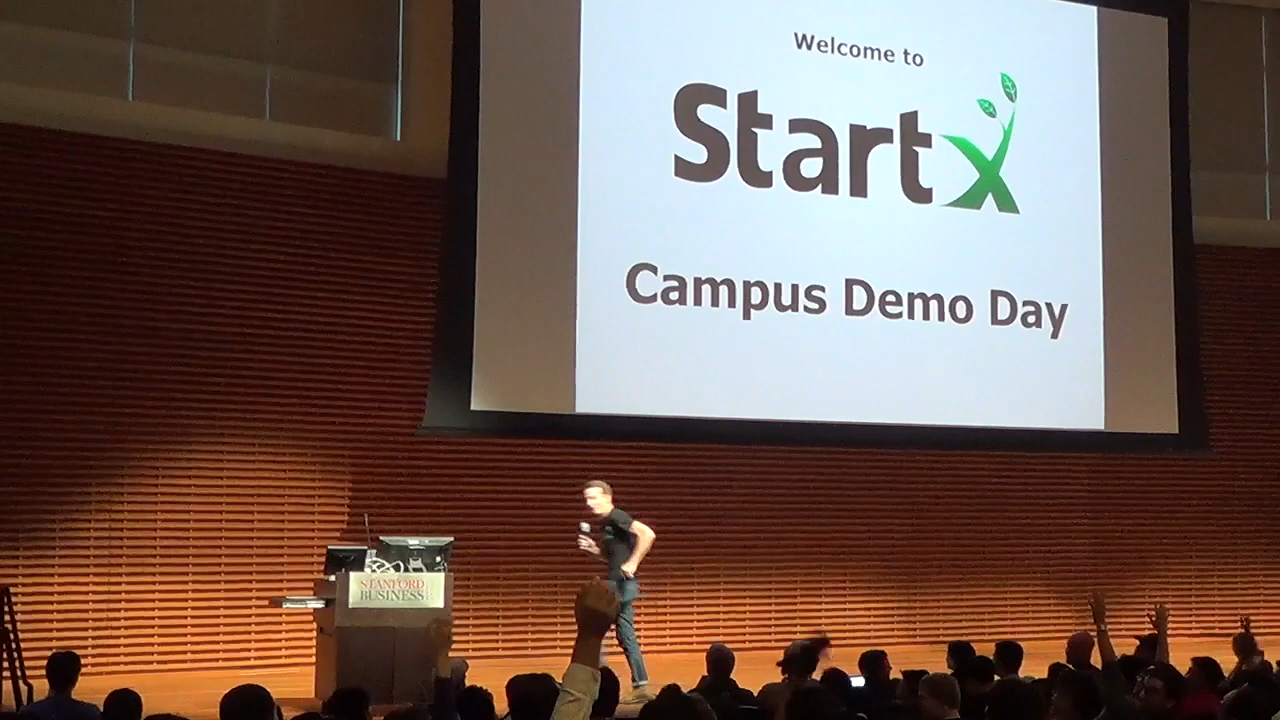 Welcome to
StartX
Campus Demo Day
STANFORD
BUSINESS